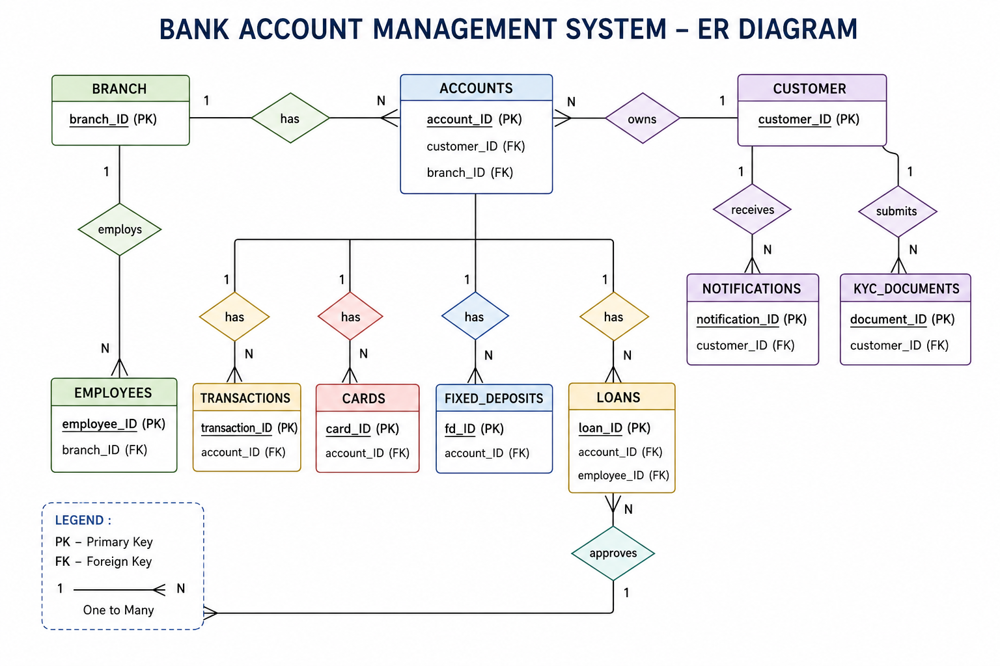 BANK ACCOUNT MANAGEMENT SYSTEM – ER DIAGRAM
BRANCH
branch_ID (PK)
1
has
N
ACCOUNTS
account_ID (PK)
customer_ID (FK)
branch_ID (FK)
N
owns
1
CUSTOMER
customer_ID (PK)
1
employs
N
1
receives
N
1
submits
N
NOTIFICATIONS
notification_ID (PK)
customer_ID (FK)
KYC_DOCUMENTS
document_ID (PK)
customer_ID (FK)
1
has
N
1
has
N
1
has
N
1
has
N
EMPLOYEES
employee_ID (PK)
branch_ID (FK)
TRANSACTIONS
transaction_ID (PK)
account_ID (FK)
CARDS
card_ID (PK)
account_ID (FK)
FIXED_DEPOSITS
fd_ID (PK)
account_ID (FK)
LOANS
loan_ID (PK)
account_ID (FK)
employee_ID (FK)
N
approves
1
LEGEND :
PK – Primary Key
FK – Foreign Key
1 N
One to Many